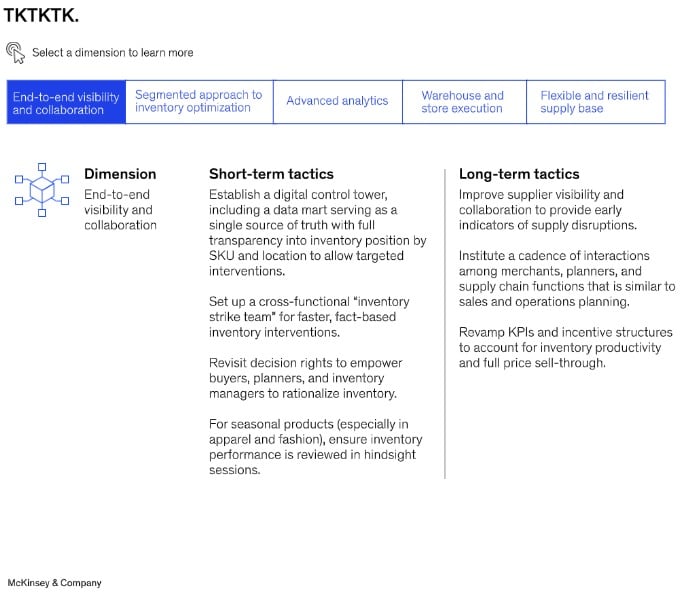 TKTKTK.
Select a dimension to learn more
End-to-end visibility
and collaboration
Segmented approach to
inventory optimization
Advanced analytics
Warehouse and
store execution
Flexible and resilient
supply base
Dimension
End-to-end
visibility and
collaboration
Short-term tactics
Establish a digital control tower,
including a data mart serving as a
single source of truth with full
transparency into inventory position by
SKU and location to allow targeted
interventions.
Set up a cross-functional “inventory
strike team” for faster, fact-based
inventory interventions.
Revisit decision rights to empower
buyers, planners, and inventory
managers to rationalize inventory.
For seasonal products (especially in
apparel and fashion), ensure inventory
performance is reviewed in hindsight
sessions.
Long-term tactics
Improve supplier visibility and
collaboration to provide early
indicators of supply disruptions.
Institute a cadence of interactions
among merchants, planners, and
supply chain functions that is similar to
sales and operations planning.
Revamp KPIs and incentive structures
to account for inventory productivity
and full price sell-through.
McKinsey & Company